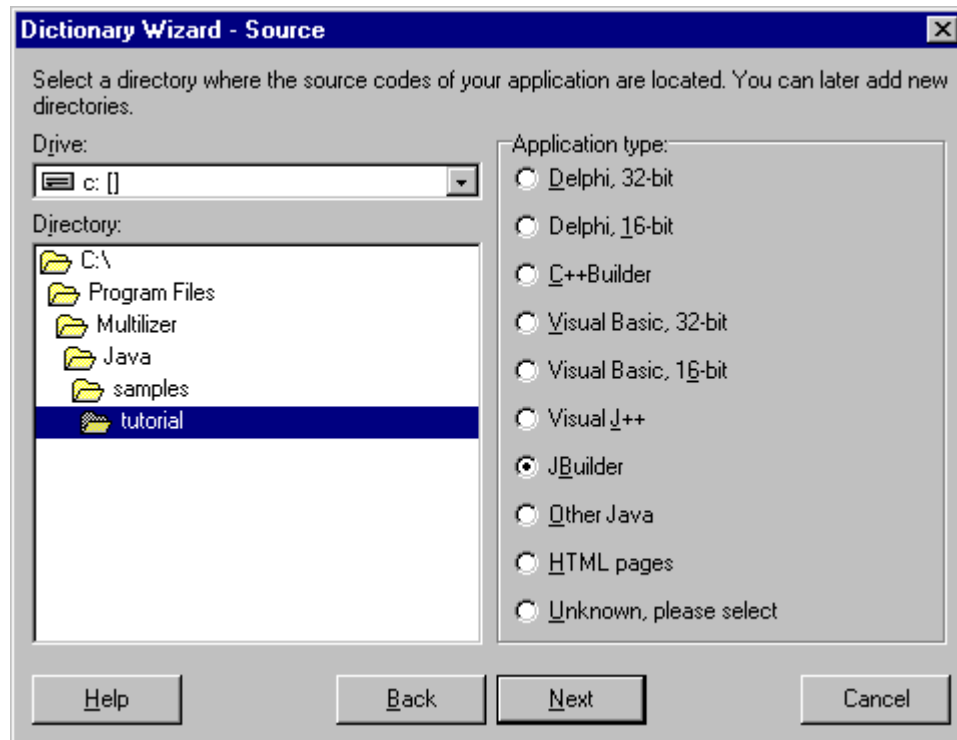 Dictionary Wizard - Source
Select a directory where the source codes of your application are located. You can later add new
directories.
Drive:
c: []
Directory:
C:\
Program Files
Multilizer
Java
samples
tutorial
Application type:
Delphi, 32-bit
Delphi, 16-bit
C++Builder
Visual Basic, 32-bit
Visual Basic, 16-bit
Visual J++
JBuilder
Other Java
HTML pages
Unknown, please select
Help
Back
Next
Cancel